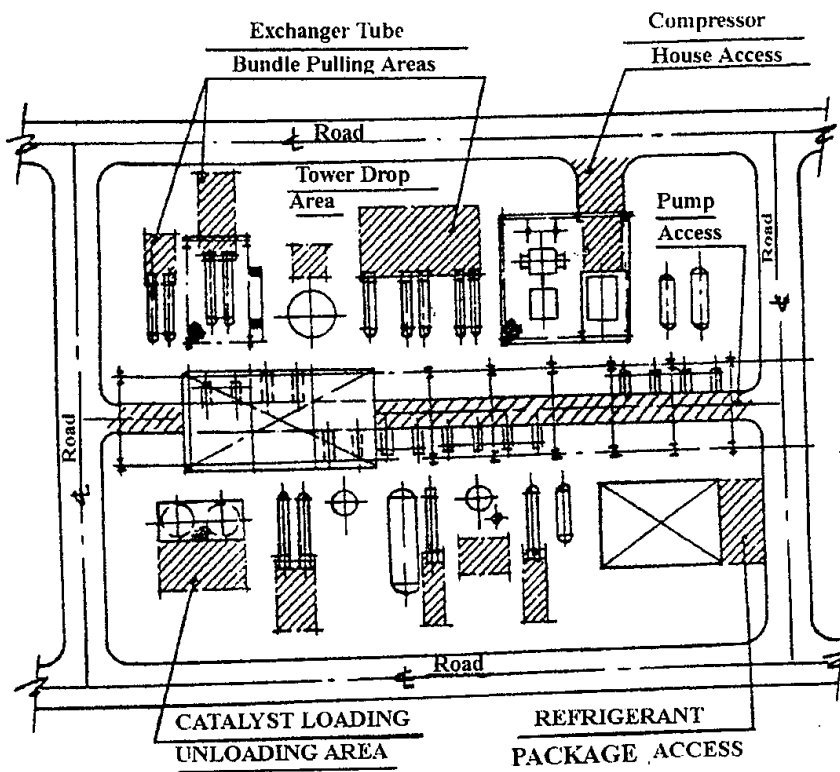 Exchanger Tube
Bundle Pulling Areas
Compressor
House Access
Road
Tower Drop
Area
Pump
Access
Road
Road
Road
CATALYST LOADING
UNLOADING AREA
REFRIGERANT
PACKAGE ACCESS